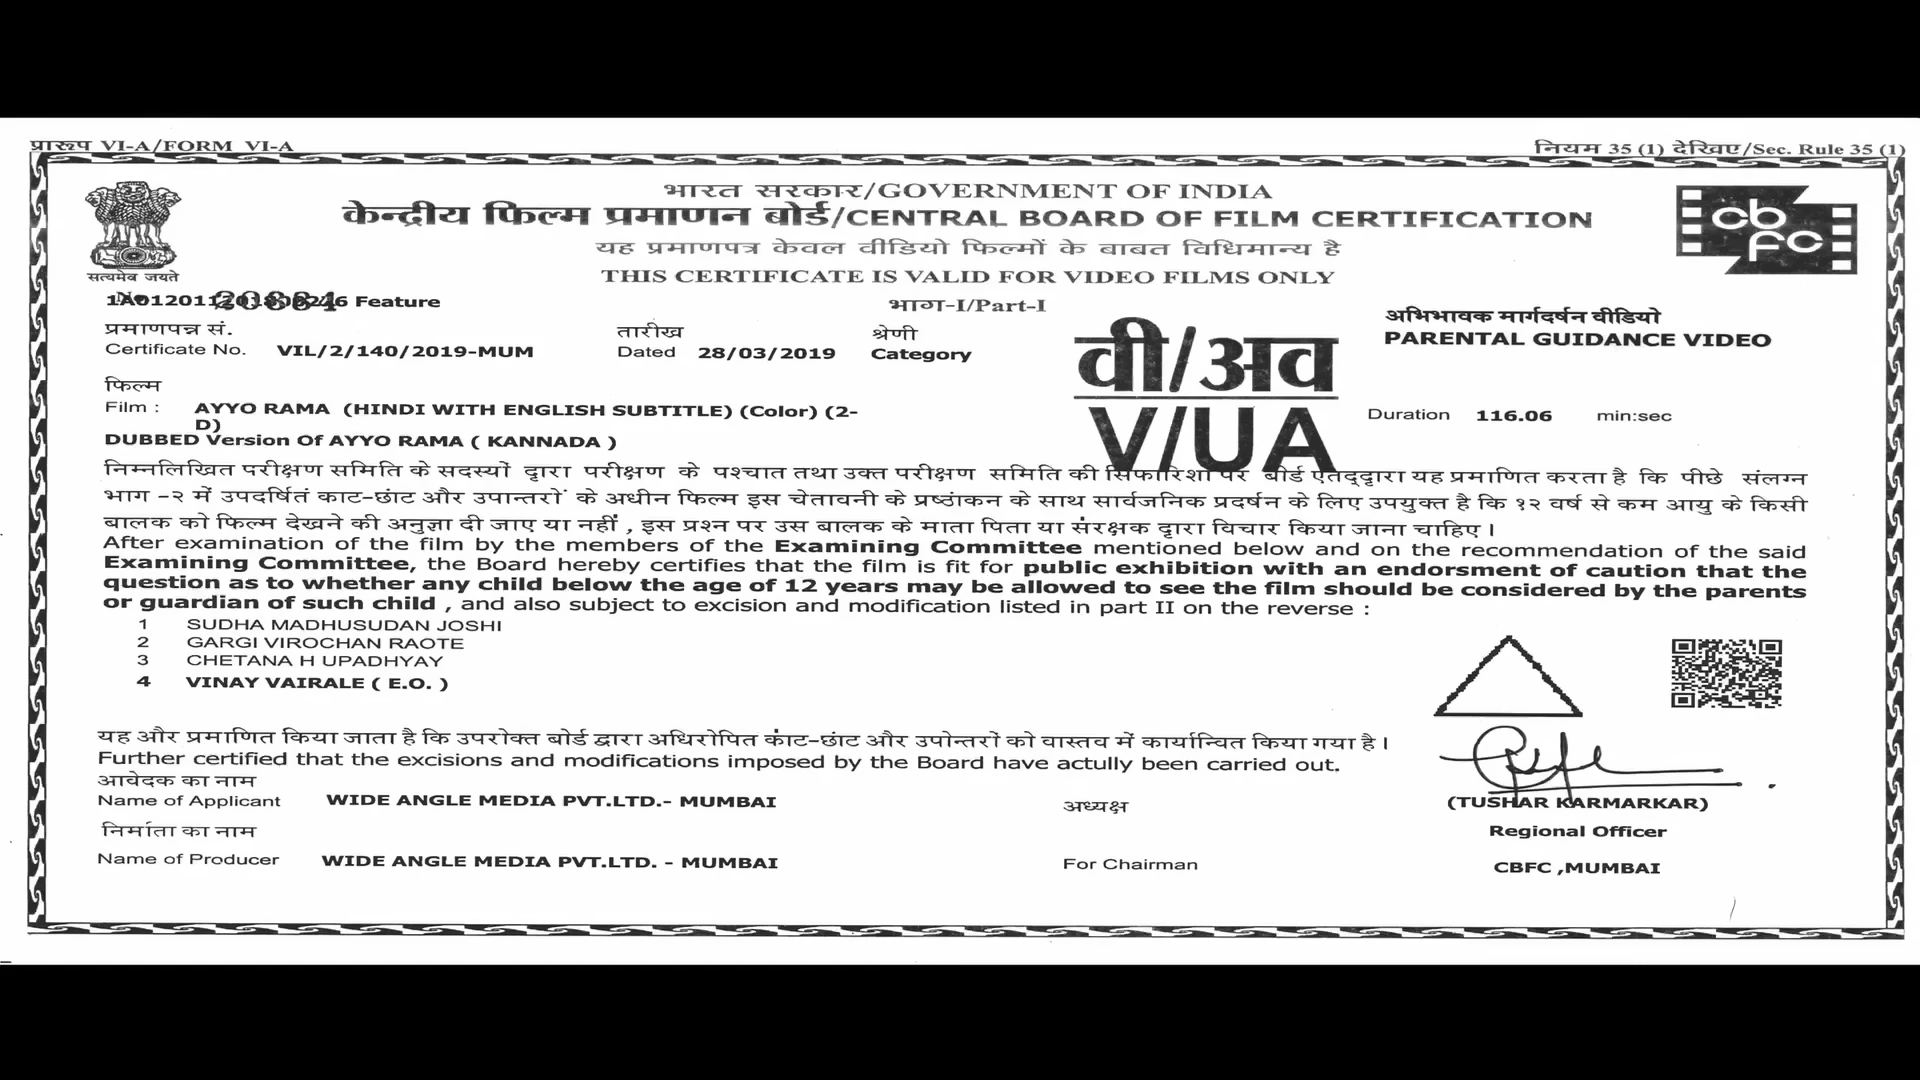 प्रारूप VI-A/FORM VI-A
नियम 35 (1) देखिए/Sec. Rule 35 (1)
भारत सरकार/GOVERNMENT OF INDIA
केन्द्रीय फिल्म प्रमाणन बोर्ड/CENTRAL BOARD OF FILM CERTIFICATION
cb
fc
यह प्रमाणपत्र केवल वीडियो फिल्मों के बाबत विधिमान्य है
THIS CERTIFICATE IS VALID FOR VIDEO FILMS ONLY
सत्यमेव जयते
Feature
भाग-I/Part-I
अभिभावक मार्गदर्षन वीडियो
PARENTAL GUIDANCE VIDEO
प्रमाणपत्र सं. तारीख श्रेणी
Certificate No. VIL/2/140/2019-MUM Dated 28/03/2019 Category
वी/अव
V/UA
फिल्म
Film : AYYO RAMA (HINDI WITH ENGLISH SUBTITLE) (Color) (2-
D)
Duration 116.06 min:sec
DUBBED Version Of AYYO RAMA ( KANNADA )
निम्नलिखित परीक्षण समिति के सदस्यों द्वारा परीक्षण के पश्चात तथा उक्त परीक्षण समिति की सिफारिशा पर बोर्ड एतद्द्वारा यह प्रमाणित करता है कि पीछे संलग्न
भाग -२ में उपदर्षितं काट-छांट और उपान्तरों के अधीन फिल्म इस चेतावनी के प्रष्ठांकन के साथ सार्वजनिक प्रदर्षन के लिए उपयुक्त है कि १२ वर्ष से कम आयु के किसी
बालक को फिल्म देखने की अनुज्ञा दी जाए या नहीं , इस प्रश्न पर उस बालक के माता पिता या संरक्षक द्वारा विचार किया जाना चाहिए ।
After examination of the film by the members of the Examining Committee mentioned below and on the recommendation of the said
Examining Committee, the Board hereby certifies that the film is fit for public exhibition with an endorsment of caution that the
question as to whether any child below the age of 12 years may be allowed to see the film should be considered by the parents
or guardian of such child , and also subject to excision and modification listed in part II on the reverse :
1 SUDHA MADHUSUDAN JOSHI
2 GARGI VIROCHAN RAOTE
3 CHETANA H UPADHYAY
4 VINAY VAIRALE ( E.O. )
यह और प्रमाणित किया जाता है कि उपरोक्त बोर्ड द्वारा अधिरोपित कांट-छांट और उपोन्तरों को वास्तव में कार्यान्वित किया गया है ।
Further certified that the excisions and modifications imposed by the Board have actully been carried out.
आवेदक का नाम
Name of Applicant WIDE ANGLE MEDIA PVT.LTD.- MUMBAI
अध्यक्ष
(TUSHAR KARMARKAR)
निर्माता का नाम
Regional Officer
Name of Producer WIDE ANGLE MEDIA PVT.LTD. - MUMBAI
For Chairman
CBFC ,MUMBAI